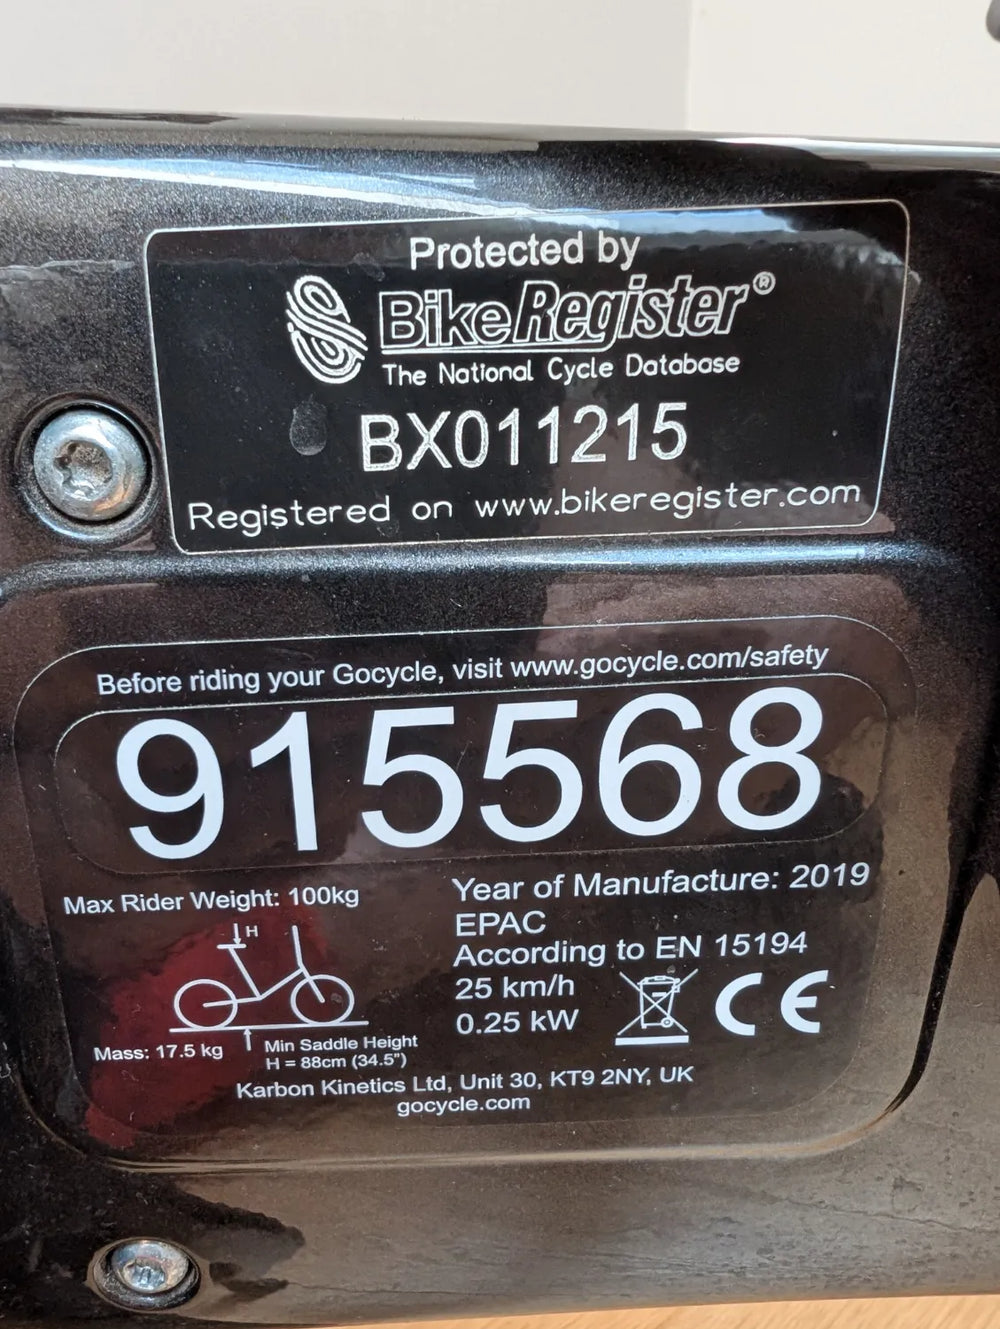 Protected by
BikeRegister®
The National Cycle Database
BX011215
Registered on www.bikeregister.com
Before riding your Gocycle, visit www.gocycle.com/safety
915568
Max Rider Weight: 100kg
H
Mass: 17.5 kg
Min Saddle Height
H = 88cm (34.5")
Year of Manufacture: 2019
EPAC
According to EN 15194
25 km/h
0.25 kW
CE
Karbon Kinetics Ltd, Unit 30, KT9 2NY, UK
gocycle.com